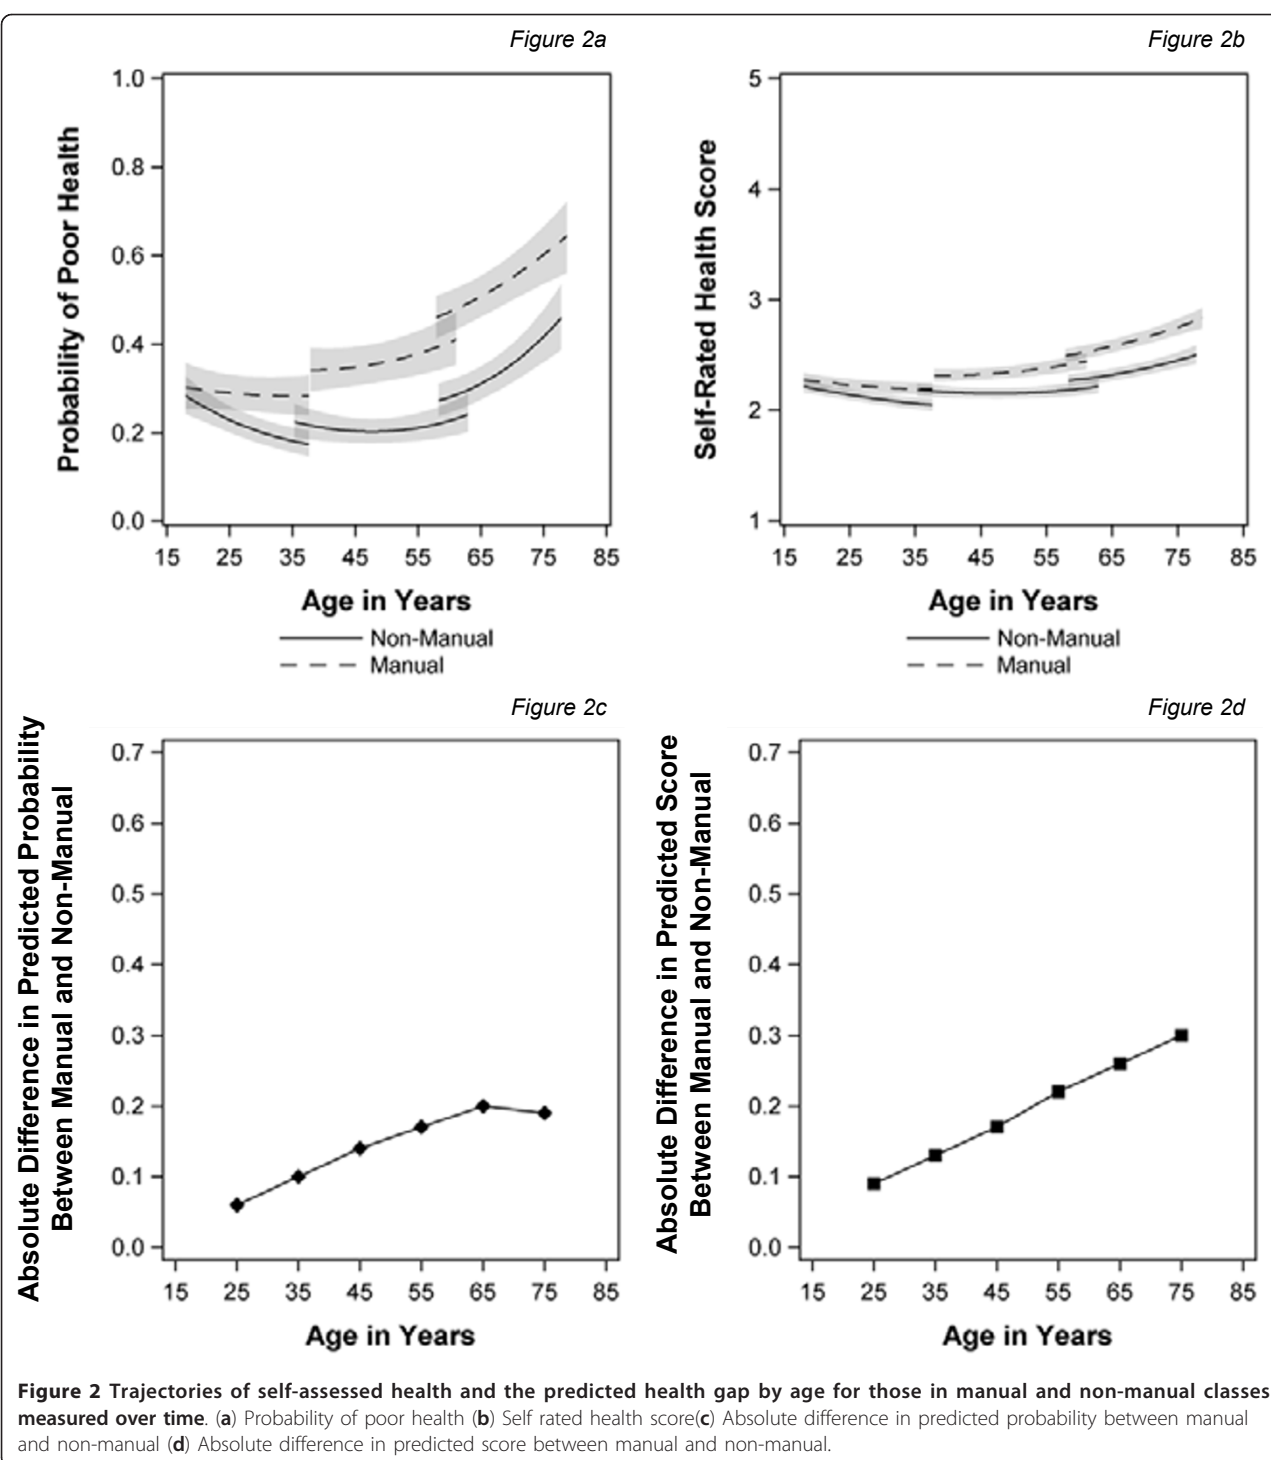 Figure 2a
1.0
0.8
0.6
0.4
0.2
0.0
Probability of Poor Health
15 25 35 45 55 65 75 85
Age in Years
Non-Manual
Manual
Figure 2b
5
4
3
2
1
Self-Rated Health Score
15 25 35 45 55 65 75 85
Age in Years
Non-Manual
Manual
Figure 2c
Absolute Difference in Predicted Probability
Between Manual and Non-Manual
0.7
0.6
0.5
0.4
0.3
0.2
0.1
0.0
15 25 35 45 55 65 75 85
Age in Years
Figure 2d
Absolute Difference in Predicted Score
Between Manual and Non-Manual
0.7
0.6
0.5
0.4
0.3
0.2
0.1
0.0
15 25 35 45 55 65 75 85
Age in Years
Figure 2 Trajectories of self-assessed health and the predicted health gap by age for those in manual and non-manual classes
measured over time. (a) Probability of poor health (b) Self rated health score(c) Absolute difference in predicted probability between manual
and non-manual (d) Absolute difference in predicted score between manual and non-manual.